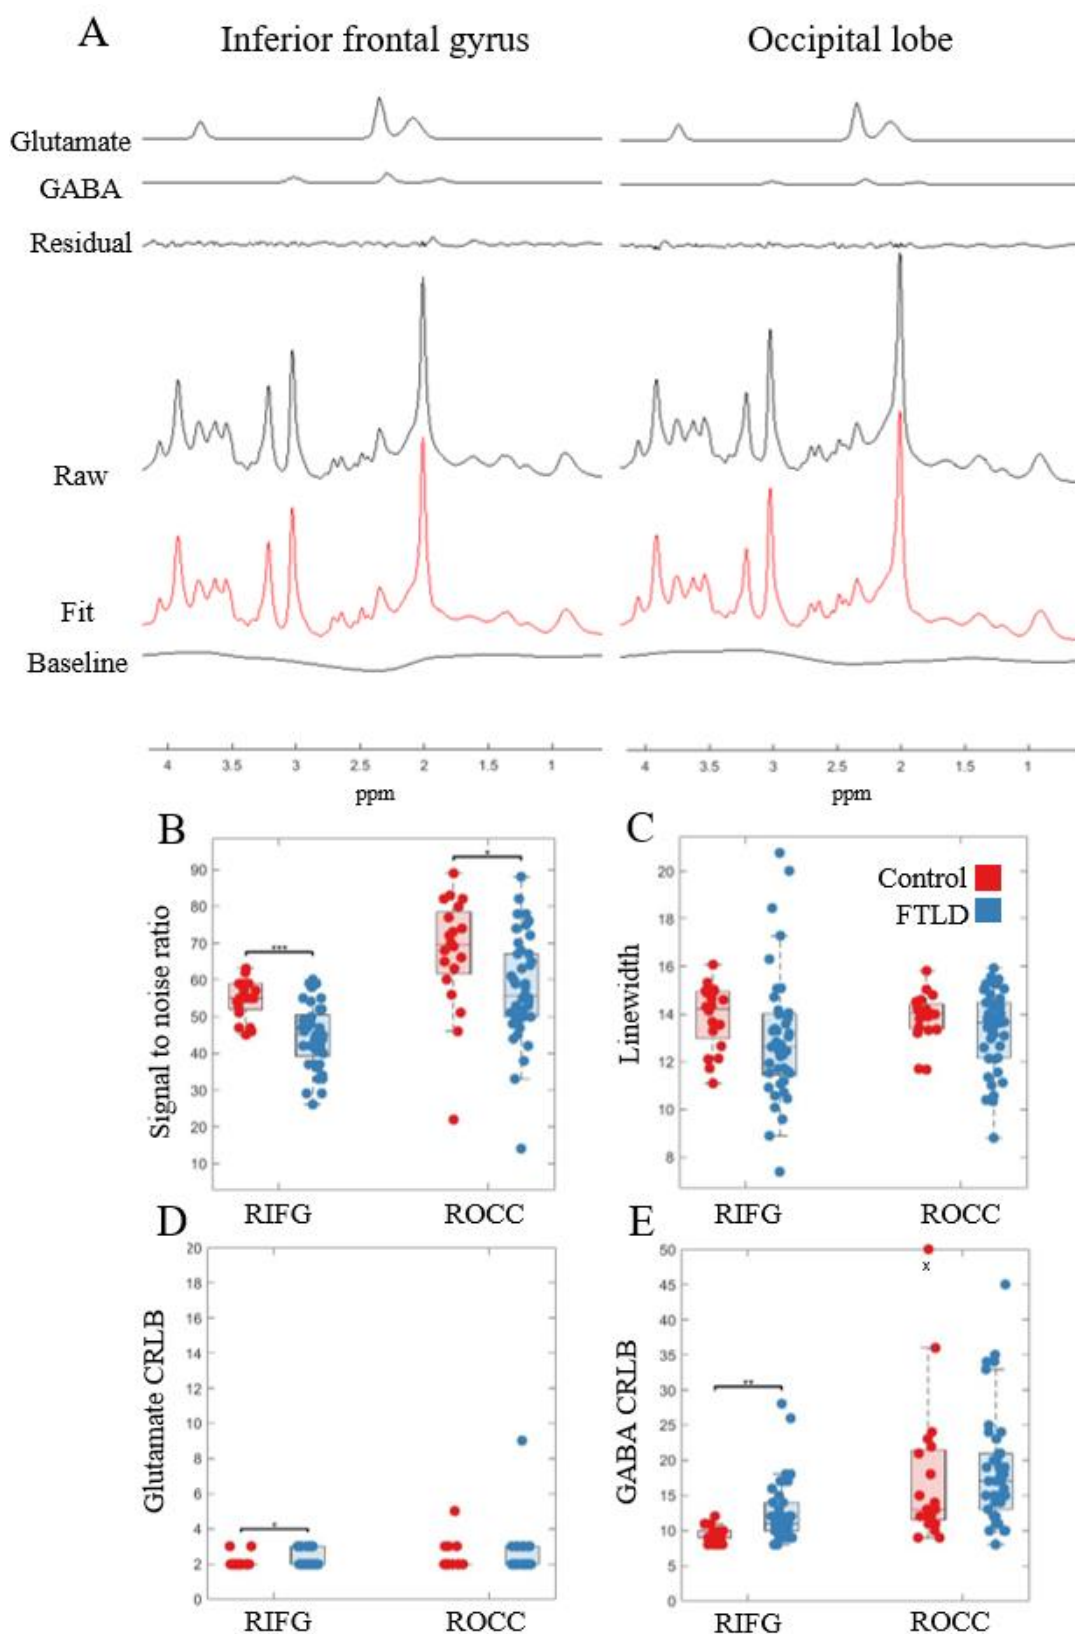 A
Inferior frontal gyrus
Occipital lobe
Glutamate
GABA
Residual
Raw
Fit
Baseline
4 3.5 3 2.5 2 1.5 1
4 3.5 3 2.5 2 1.5 1
ppm
ppm
B
Signal to noise ratio
90
80
70
60
50
40
30
20
10
***
*
RIFG
ROCC
C
Linewidth
20
18
16
14
12
10
8
Control
FTLD
RIFG
ROCC
D
Glutamate CRLB
20
18
16
14
12
10
8
6
4
2
0
*
RIFG
ROCC
E
GABA CRLB
50
45
40
35
30
25
20
15
10
5
0
**
x
RIFG
ROCC